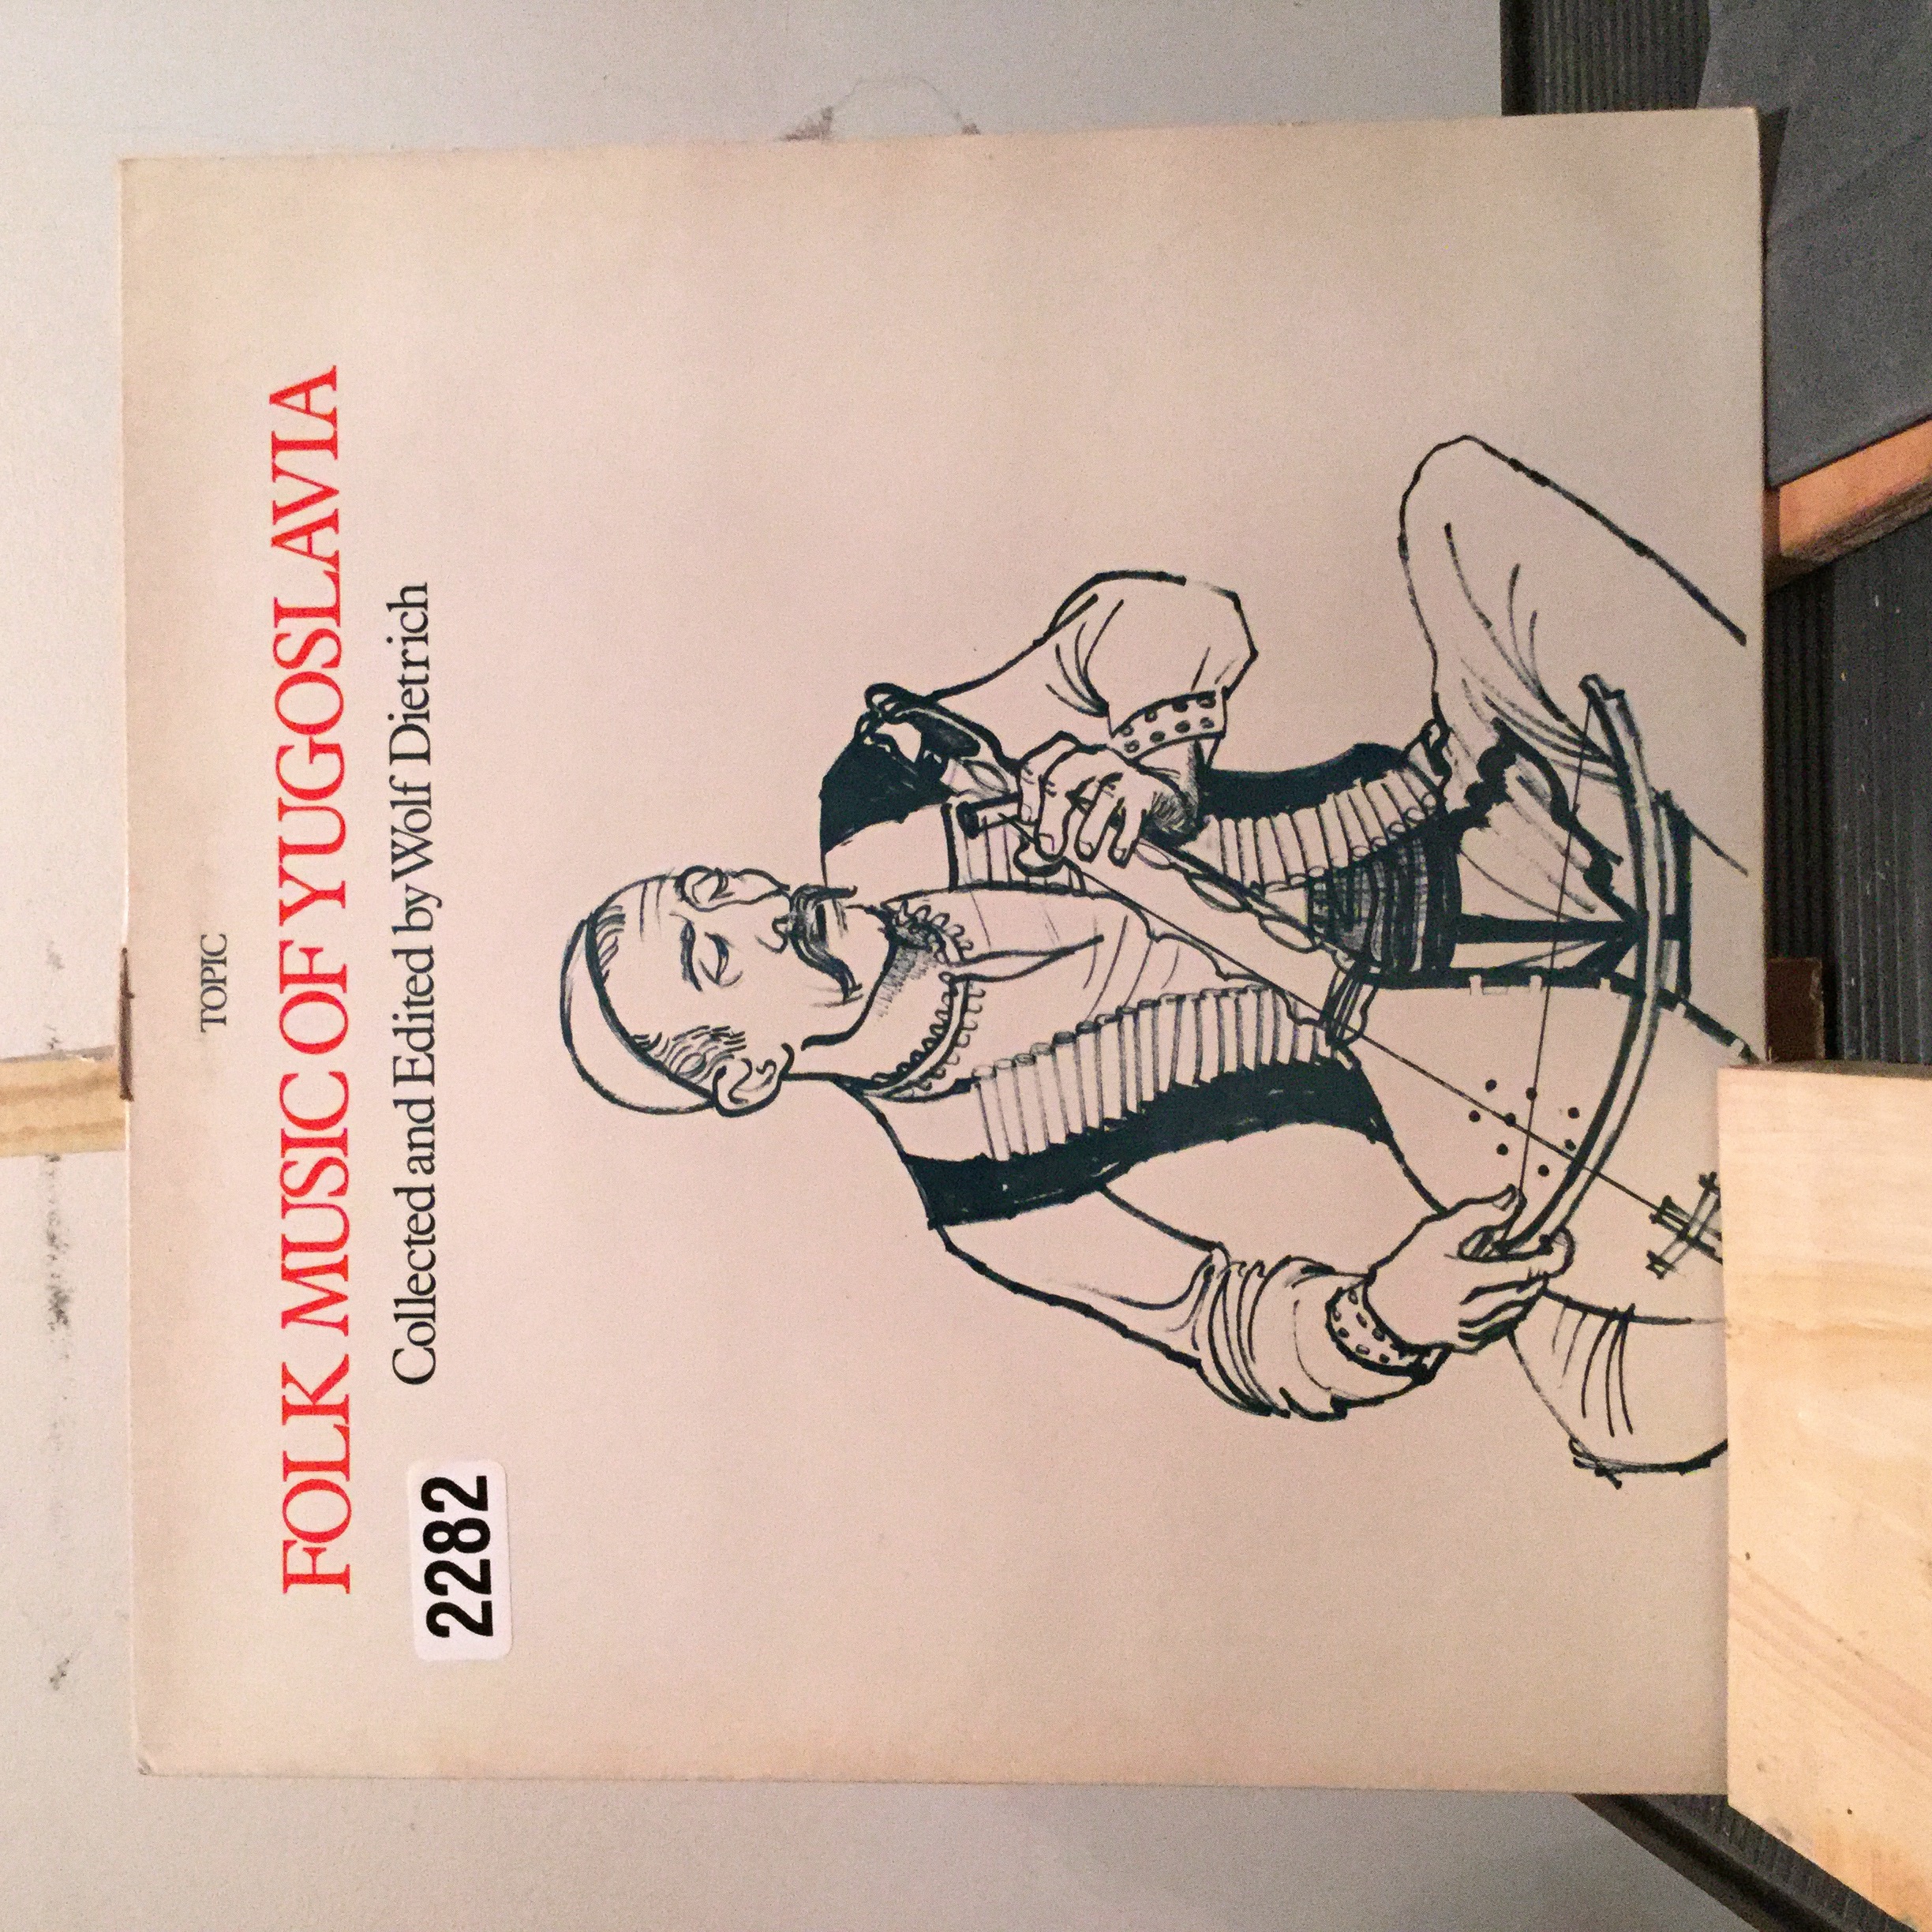 TOPIC
FOLK MUSIC OF YUGOSLAVIA
Collected and Edited by Wolf Dietrich
2282